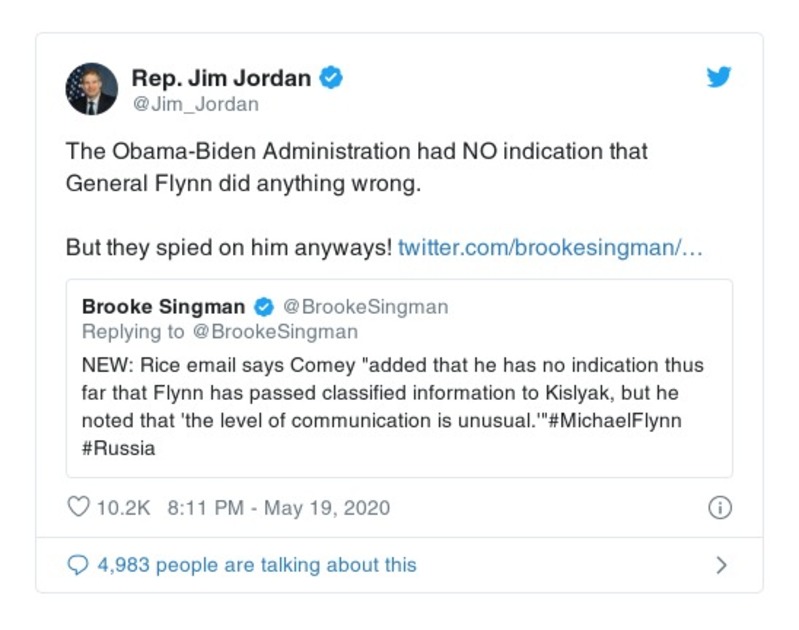 Rep. Jim Jordan
@Jim_Jordan
The Obama-Biden Administration had NO indication that
General Flynn did anything wrong.
But they spied on him anyways! twitter.com/brookesingman/…
Brooke Singman @BrookeSingman
Replying to @BrookeSingman
NEW: Rice email says Comey "added that he has no indication thus
far that Flynn has passed classified information to Kislyak, but he
noted that 'the level of communication is unusual.'"#MichaelFlynn
#Russia
10.2K 8:11 PM - May 19, 2020
4,983 people are talking about this